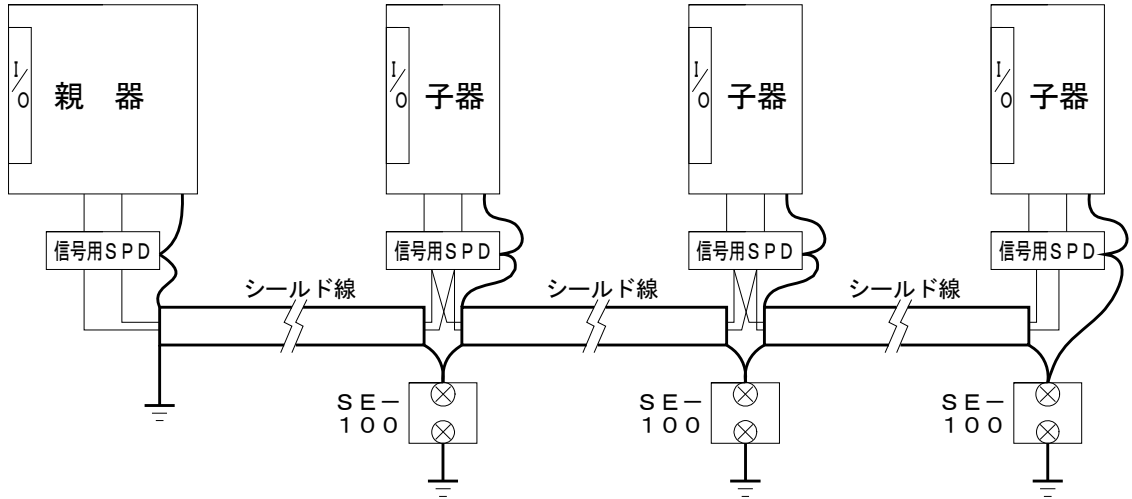 I/O
親 器
I/O
子器
I/O
子器
I/O
子器
信号用SPD
信号用SPD
信号用SPD
信号用SPD
シールド線
シールド線
シールド線
SE-
100
SE-
100
SE-
100